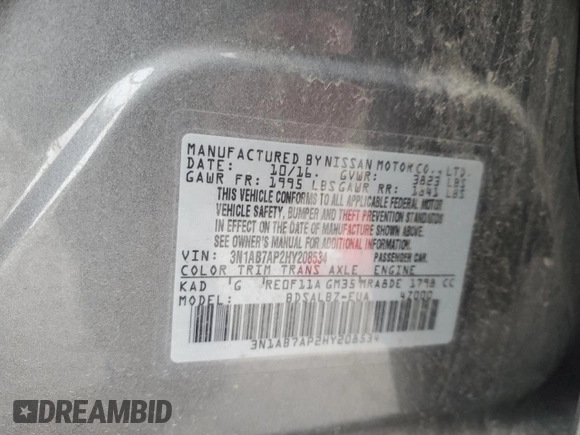 MANUFACTURED BY NISSAN MOTOR CO., LTD.
DATE: 10/16. GVWR: 3823 LBS
GAWR FR: 1995 LBS GAWR RR: 1841 LBS
THIS VEHICLE CONFORMS TO ALL APPLICABLE FEDERAL MOTOR
VEHICLE SAFETY, BUMPER AND THEFT PREVENTION STANDARDS
IN EFFECT ON THE DATE OF MANUFACTURE SHOWN ABOVE.
SEE OWNER'S MANUAL FOR ADDITIONAL INFORMATION.
VIN: 3N1AB7AP2HY208534 PASSENGER CAR.
COLOR TRIM TRANS AXLE ENGINE
KAD G RE0F11A GM35 MRA8DE 1798 CC
MODEL: BDSALBZ-EUA 47000
3N1AB7AP2HY208534
DREAMBID